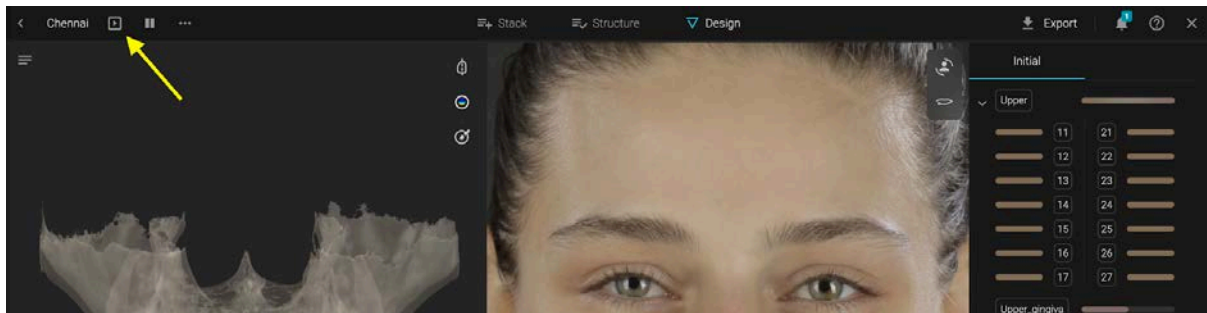 Chennai
Stack
Structure
Design
Export
1
Initial
Upper
11 21
12 22
13 23
14 24
15 25
16 26
17 27
Upper_gingiva